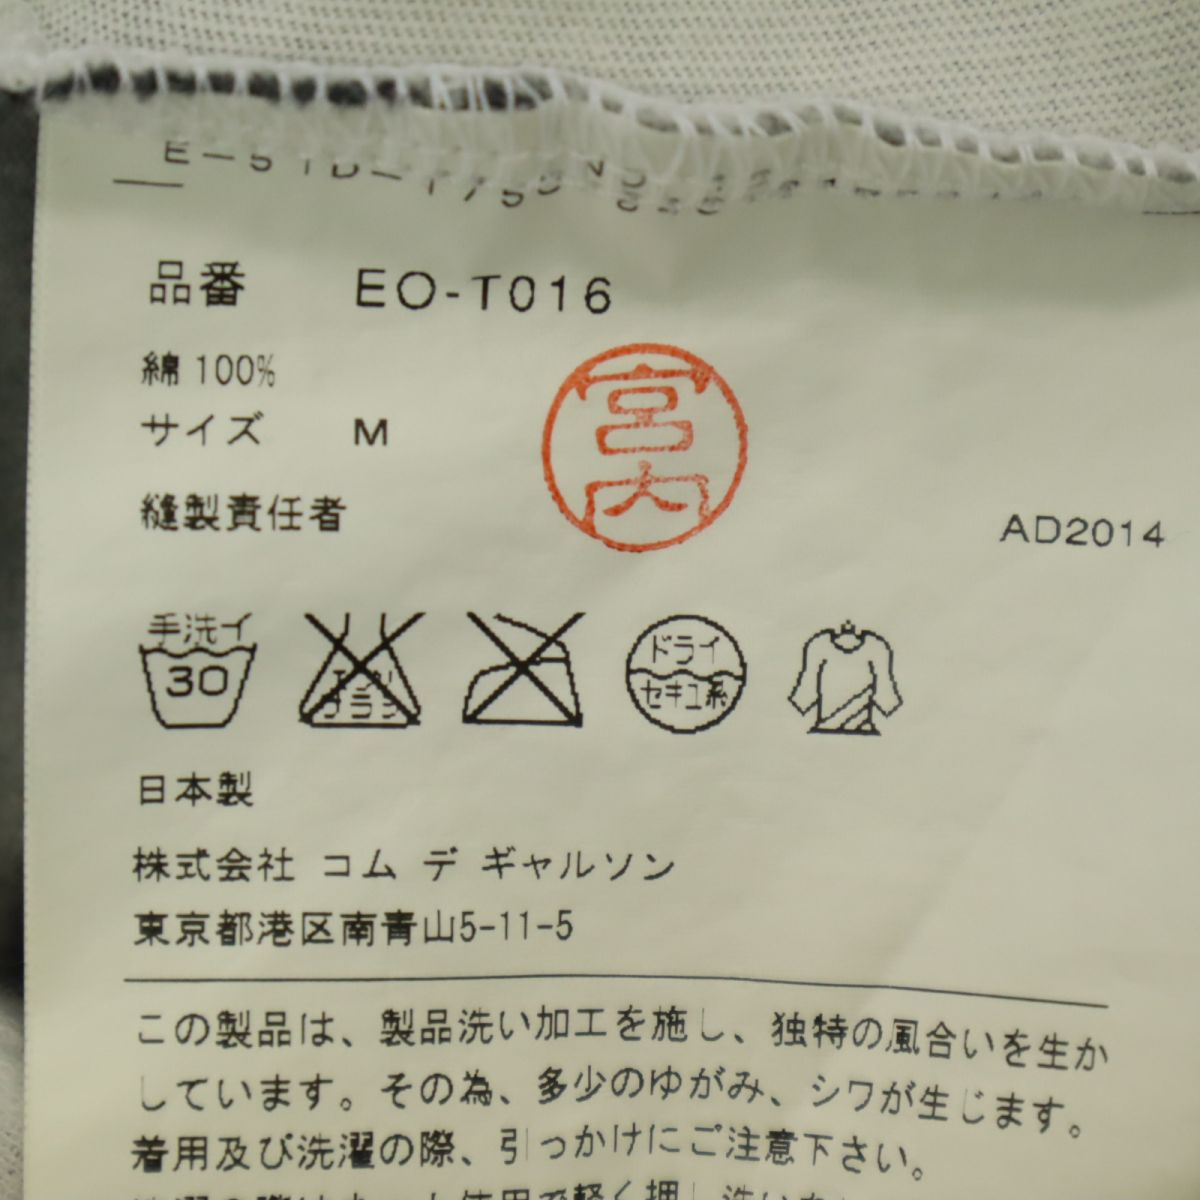 品番 EO-T016
綿 100%
サイズ M
宮内
縫製責任者
AD2014
手洗イ
30
エンソ
サラシ
ドライ
セキユ系
日本製
株式会社 コム デ ギャルソン
東京都港区南青山5-11-5
この製品は、製品洗い加工を施し、独特の風合いを生か
しています。その為、多少のゆがみ、シワが生じます。
着用及び洗濯の際、引っかけにご注意下さい。